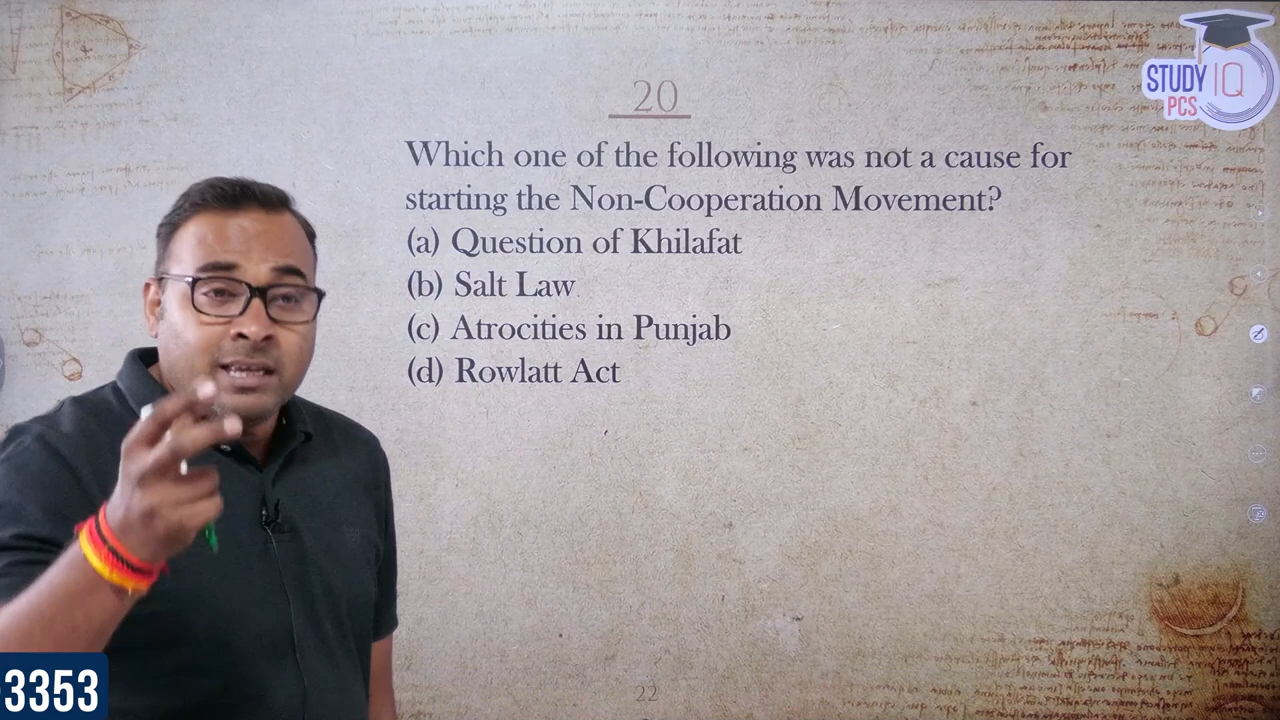 STUDY IQ
PCS
20
Which one of the following was not a cause for
starting the Non-Cooperation Movement?
(a) Question of Khilafat
(b) Salt Law
(c) Atrocities in Punjab
(d) Rowlatt Act
22
3353